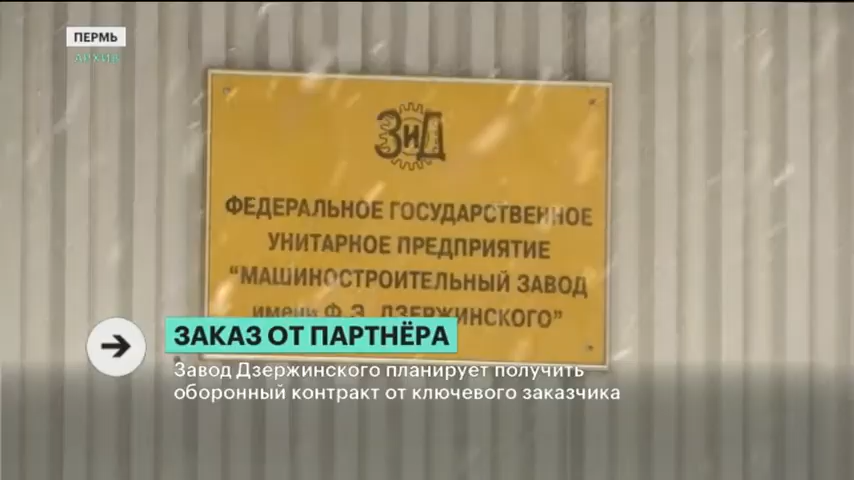 ПЕРМЬ
АРХИВ
ЗиД
ФЕДЕРАЛЬНОЕ ГОСУДАРСТВЕННОЕ
УНИТАРНОЕ ПРЕДПРИЯТИЕ
“МАШИНОСТРОИТЕЛЬНЫЙ ЗАВОД
имени Ф.Э. ДЗЕРЖИНСКОГО”
ЗАКАЗ ОТ ПАРТНЁРА
Завод Дзержинского планирует получить
оборонный контракт от ключевого заказчика